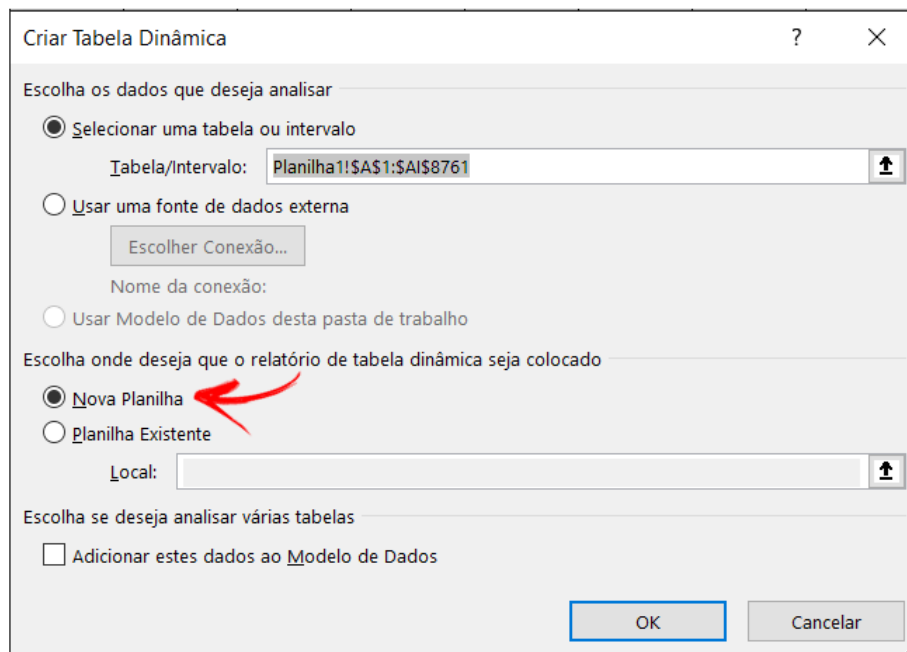 Criar Tabela Dinâmica ?
Escolha os dados que deseja analisar
Selecionar uma tabela ou intervalo
Tabela/Intervalo: Planilha1!$A$1:$AI$8761
Usar uma fonte de dados externa
Escolher Conexão...
Nome da conexão:
Usar Modelo de Dados desta pasta de trabalho
Escolha onde deseja que o relatório de tabela dinâmica seja colocado
Nova Planilha
Planilha Existente
Local:
Escolha se deseja analisar várias tabelas
Adicionar estes dados ao Modelo de Dados
OK Cancelar